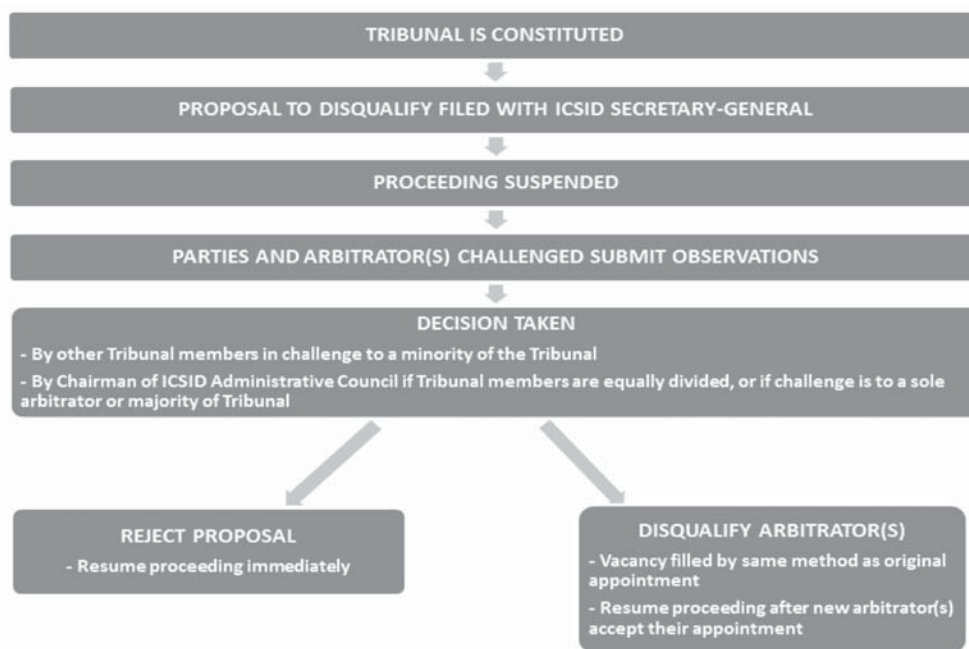 TRIBUNAL IS CONSTITUTED
PROPOSAL TO DISQUALIFY FILED WITH ICSID SECRETARY-GENERAL
PROCEEDING SUSPENDED
PARTIES AND ARBITRATOR(S) CHALLENGED SUBMIT OBSERVATIONS
DECISION TAKEN
- By other Tribunal members in challenge to a minority of the Tribunal
- By Chairman of ICSID Administrative Council if Tribunal members are equally divided, or if challenge is to a sole
arbitrator or majority of Tribunal
REJECT PROPOSAL
- Resume proceeding immediately
DISQUALIFY ARBITRATOR(S)
- Vacancy filled by same method as original
appointment
- Resume proceeding after new arbitrator(s)
accept their appointment